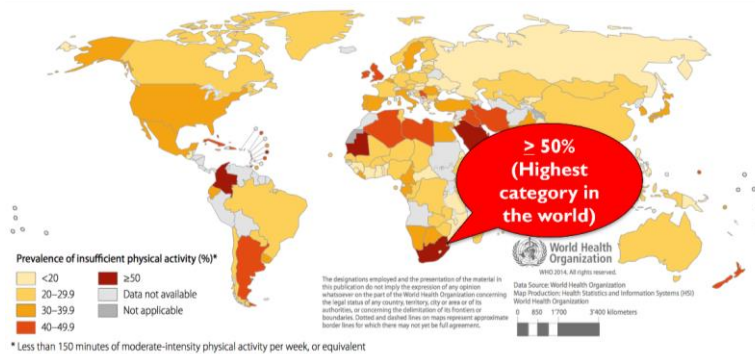 ≥ 50%
(Highest
category in
the world)
Prevalence of insufficient physical activity (%)*
<20
20–29.9
30–39.9
40–49.9
≥50
Data not available
Not applicable
The designations employed and the presentation of the material in
this publication do not imply the expression of any opinion
whatsoever on the part of the World Health Organization concerning
the legal status of any country, territory, city or area or of its
authorities, or concerning the delimitation of its frontiers or
boundaries. Dotted and dashed lines on maps represent approximate
border lines for which there may not yet be full agreement.
World Health
Organization
WHO 2014. All rights reserved.
Data Source: World Health Organization
Map Production: Health Statistics and Information Systems (HSI)
World Health Organization
0 850 1'700 3'400 kilometers
* Less than 150 minutes of moderate-intensity physical activity per week, or equivalent